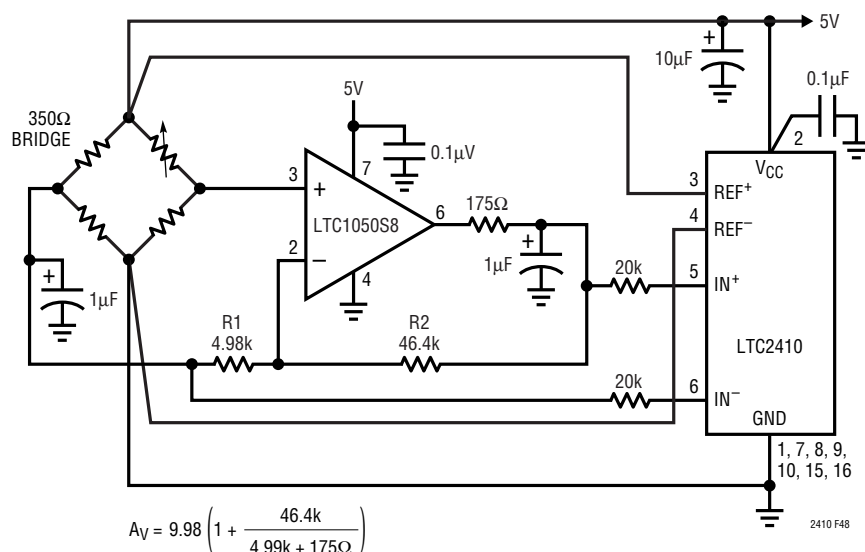 5V
10µF
0.1µF
350Ω
BRIDGE
5V
2
VCC
7
0.1µV
3
+
LTC1050S8
6
175Ω
3
REF+
4
REF−
2
−
4
+
1µF
+
1µF
20k
5
IN+
R1
4.98k
R2
46.4k
LTC2410
20k
6
IN−
GND
1, 7, 8, 9,
10, 15, 16
AV = 9.98 (1 + 46.4k
4.99k + 175Ω)
2410 F48